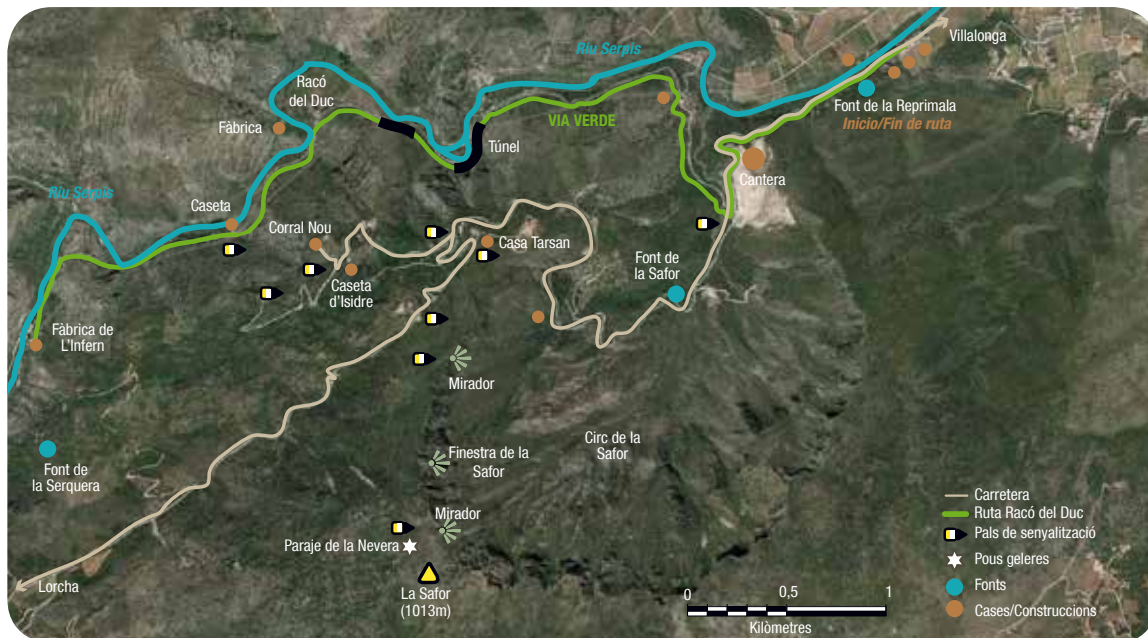 Villalonga
Riu Serpis
Racó
del Duc
Font de la Reprimala
Inicio/Fin de ruta
VIA VERDE
Fàbrica
Túnel
Cantera
Riu Serpis
Caseta
Corral Nou
Casa Tarsan
Font de
la Safor
Caseta
d'Isidre
Fàbrica de
L'Infern
Mirador
Circ de la
Safor
Finestra de la
Safor
Font de
la Serquera
Mirador
Paraje de la Nevera
Lorcha
La Safor
(1013m)
Carretera
Ruta Racó del Duc
Pals de senyalització
Pous geleres
Fonts
Cases/Construccions
0 0,5 1
Kilòmetres